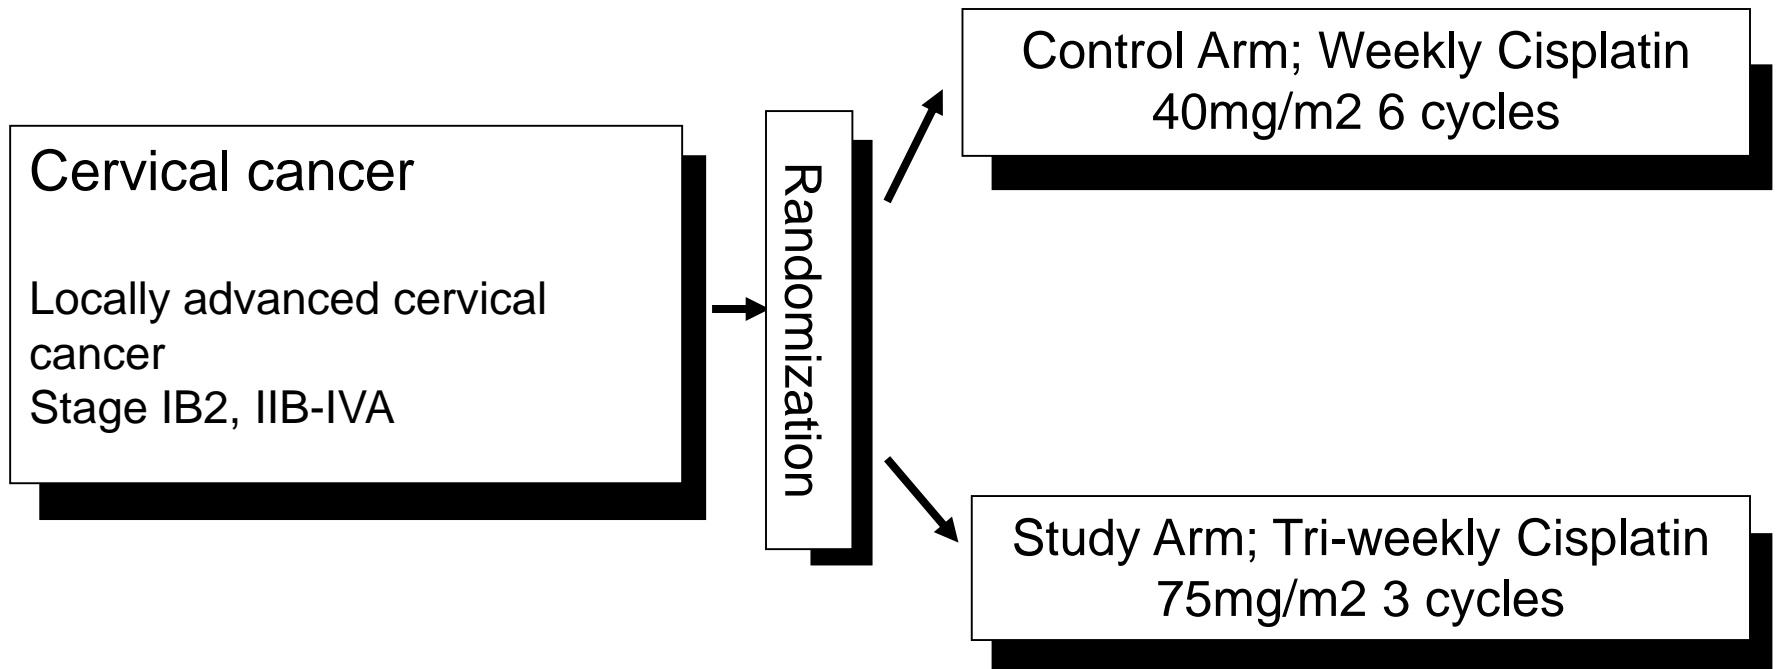 Cervical cancer
Locally advanced cervical
cancer
Stage IB2, IIB-IVA
Randomization
Control Arm; Weekly Cisplatin
40mg/m2 6 cycles
Study Arm; Tri-weekly Cisplatin
75mg/m2 3 cycles